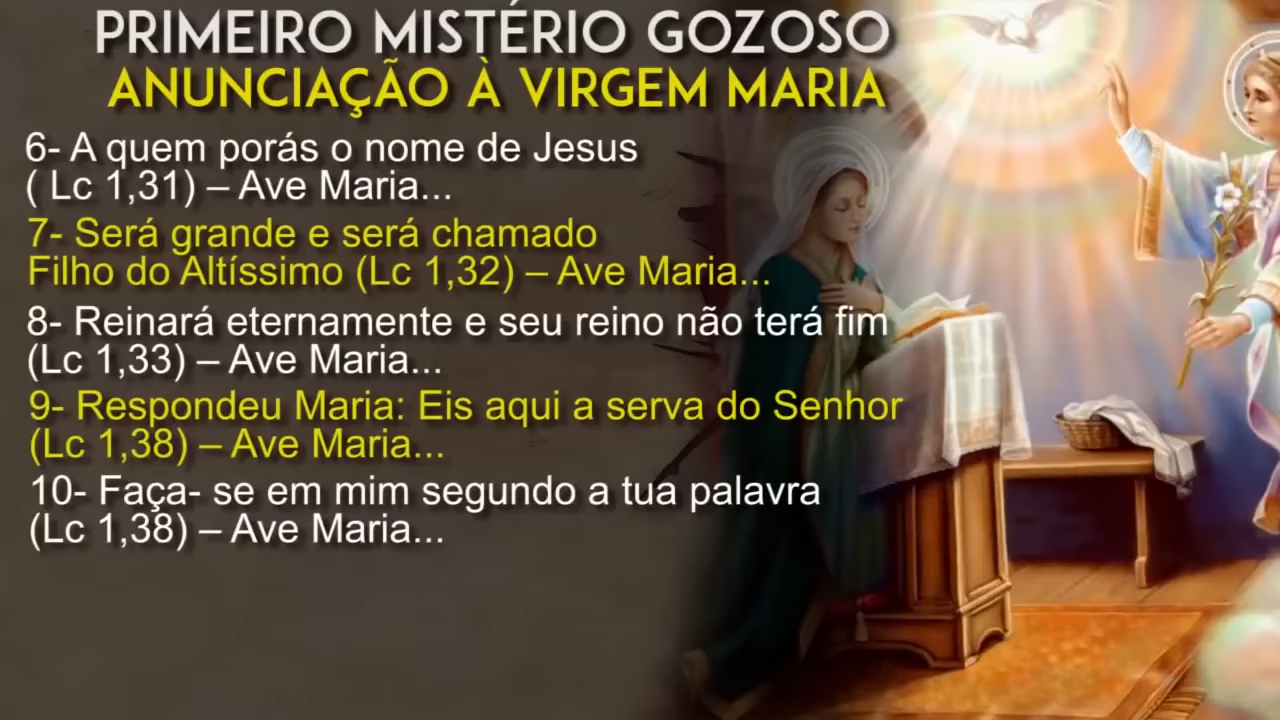 PRIMEIRO MISTÉRIO GOZOSO
ANUNCIAÇÃO À VIRGEM MARIA
6- A quem porás o nome de Jesus
( Lc 1,31) – Ave Maria...
7- Será grande e será chamado
Filho do Altíssimo (Lc 1,32) – Ave Maria...
8- Reinará eternamente e seu reino não terá fim
(Lc 1,33) – Ave Maria...
9- Respondeu Maria: Eis aqui a serva do Senhor
(Lc 1,38) – Ave Maria...
10- Faça- se em mim segundo a tua palavra
(Lc 1,38) – Ave Maria...